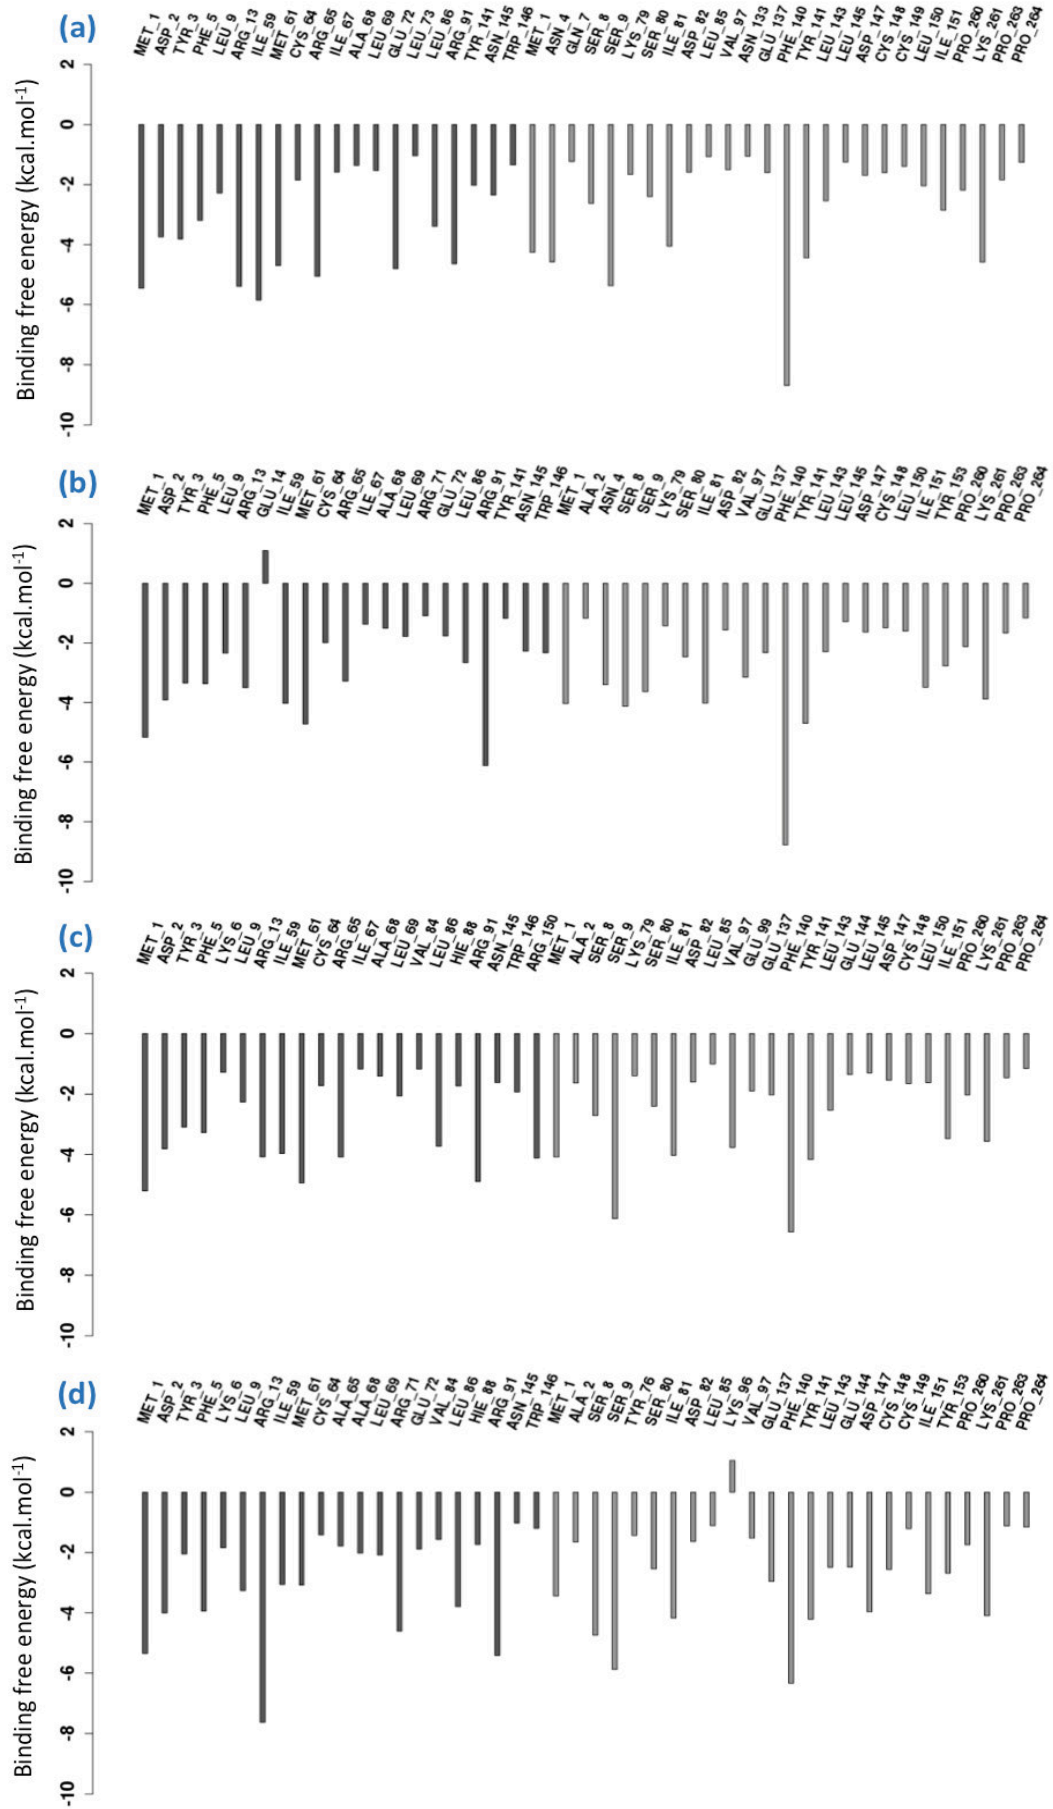 (a)
MET_1 ASP_2 TYR_3 PHE_5 LEU_9 ARG_13 ILE_59 MET_61 CYS_64 ARG_65 ILE_67 ALA_68 LEU_69 GLU_72 LEU_73 LEU_86 ARG_91 TYR_141 ASN_145 TRP_146 MET_1 ASN_4 GLN_7 SER_8 SER_9 LYS_79 SER_80 ILE_81 ASP_82 LEU_85 VAL_97 ASN_133 GLU_137 PHE_140 TYR_141 LEU_143 LEU_145 ASP_147 CYS_148 CYS_149 LEU_150 ILE_151 PRO_260 LYS_261 PRO_263 PRO_264
Binding free energy (kcal.mol-1)
2
0
-2
-4
-6
-8
-10
(b)
MET_1 ASP_2 TYR_3 PHE_5 LEU_9 ARG_13 GLU_14 ILE_59 MET_61 CYS_64 ARG_65 ILE_67 ALA_68 LEU_69 ARG_71 GLU_72 LEU_86 ARG_91 TYR_141 ASN_145 TRP_146 MET_1 ALA_2 ASN_4 SER_8 SER_9 LYS_79 SER_80 ILE_81 ASP_82 VAL_97 GLU_137 PHE_140 TYR_141 LEU_143 LEU_145 ASP_147 CYS_148 LEU_150 ILE_151 TYR_153 PRO_260 LYS_261 PRO_263 PRO_264
Binding free energy (kcal.mol-1)
2
0
-2
-4
-6
-8
-10
(c)
MET_1 ASP_2 TYR_3 PHE_5 LYS_6 LEU_9 ARG_13 ILE_59 MET_61 CYS_64 ARG_65 ILE_67 ALA_68 LEU_69 VAL_84 LEU_86 HIE_88 ARG_91 ASN_145 TRP_146 ARG_150 MET_1 ALA_2 SER_8 SER_9 LYS_79 SER_80 ILE_81 ASP_82 LEU_85 VAL_97 GLU_99 GLU_137 PHE_140 TYR_141 LEU_143 GLU_144 LEU_145 ASP_147 CYS_148 LEU_150 ILE_151 PRO_260 LYS_261 PRO_263 PRO_264
Binding free energy (kcal.mol-1)
2
0
-2
-4
-6
-8
-10
(d)
MET_1 ASP_2 TYR_3 PHE_5 LYS_6 LEU_9 ARG_13 ILE_59 MET_61 CYS_64 ALA_65 ALA_68 LEU_69 ARG_71 GLU_72 VAL_84 LEU_86 HIE_88 ARG_91 ASN_145 TRP_146 MET_1 ALA_2 SER_8 SER_9 TYR_76 SER_80 ILE_81 ASP_82 LEU_85 LYS_96 VAL_97 GLU_137 PHE_140 TYR_141 LEU_143 GLU_144 ASP_147 CYS_148 CYS_149 ILE_151 TYR_153 PRO_260 LYS_261 PRO_263 PRO_264
Binding free energy (kcal.mol-1)
2
0
-2
-4
-6
-8
-10